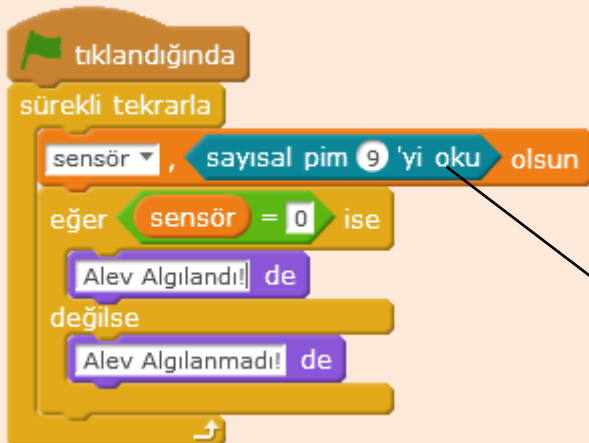 tıklandığında
sürekli tekrarla
sensör , sayısal pim 9 'yi oku olsun
eğer sensör = 0 ise
Alev Algılandı! de
değilse
Alev Algılanmadı! de